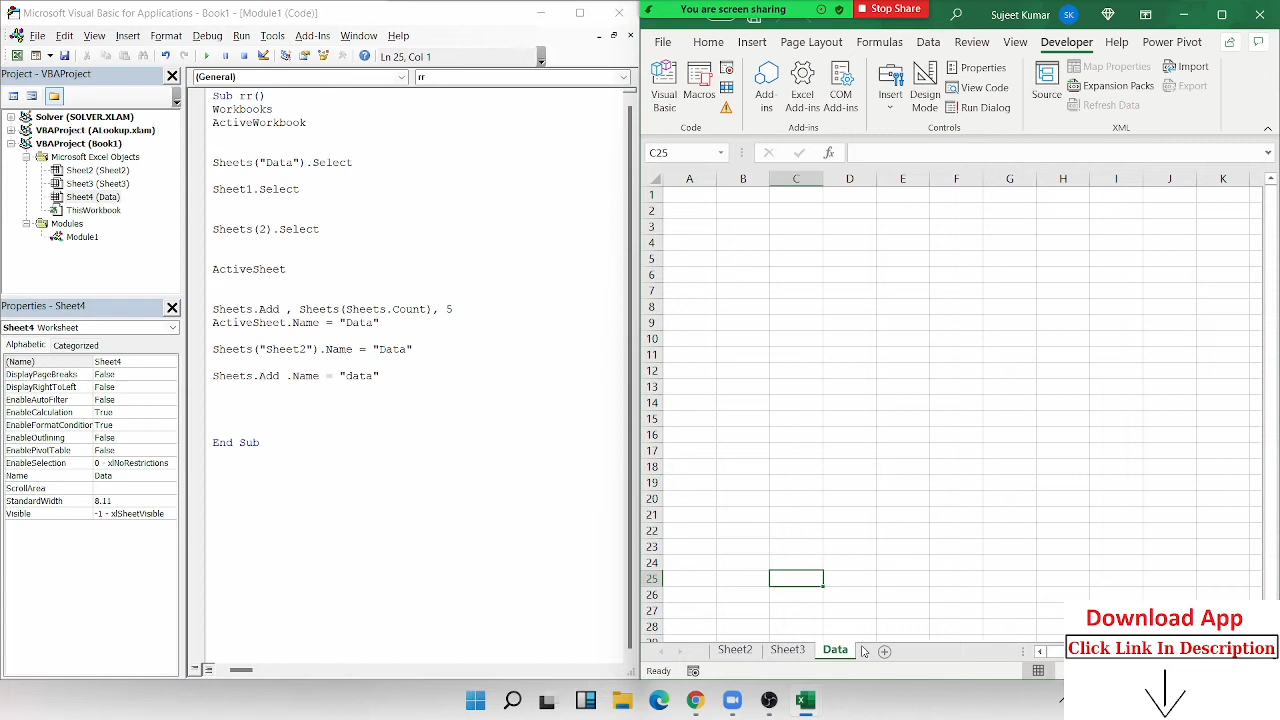 Microsoft Visual Basic for Applications - Book1 - [Module1 (Code)]
File Edit View Insert Format Debug Run Tools Add-Ins Window Help
Ln 25, Col 1
Project - VBAProject
Solver (SOLVER.XLAM)
VBAProject (ALookup.xlam)
VBAProject (Book1)
Microsoft Excel Objects
Sheet2 (Sheet2)
Sheet3 (Sheet3)
Sheet4 (Data)
ThisWorkbook
Modules
Module1
Properties - Sheet4
Sheet4 Worksheet
Alphabetic Categorized
(Name) Sheet4
DisplayPageBreaks False
DisplayRightToLeft False
EnableAutoFilter False
EnableCalculation True
EnableFormatCondition True
EnableOutlining False
EnablePivotTable False
EnableSelection 0 - xlNoRestrictions
Name Data
ScrollArea
StandardWidth 8.11
Visible -1 - xlSheetVisible
(General) rr
Sub rr()
Workbooks
ActiveWorkbook
Sheets("Data").Select
Sheet1.Select
Sheets(2).Select
ActiveSheet
Sheets.Add , Sheets(Sheets.Count), 5
ActiveSheet.Name = "Data"
Sheets("Sheet2").Name = "Data"
Sheets.Add .Name = "data"
End Sub
You are screen sharing Stop Share
Sujeet Kumar SK
File Home Insert Page Layout Formulas Data Review View Developer Help Power Pivot
Visual Basic
Macros
Code
Add-ins
Excel Add-ins
COM Add-ins
Add-ins
Insert
Design Mode
Properties
View Code
Run Dialog
Controls
Source
Map Properties
Expansion Packs
Refresh Data
Import
Export
XML
C25 fx
A B C D E F G H I J K
1
2
3
4
5
6
7
8
9
10
11
12
13
14
15
16
17
18
19
20
21
22
23
24
25
26
27
28
Sheet2 Sheet3 Data
Ready
Download App
Click Link In Description